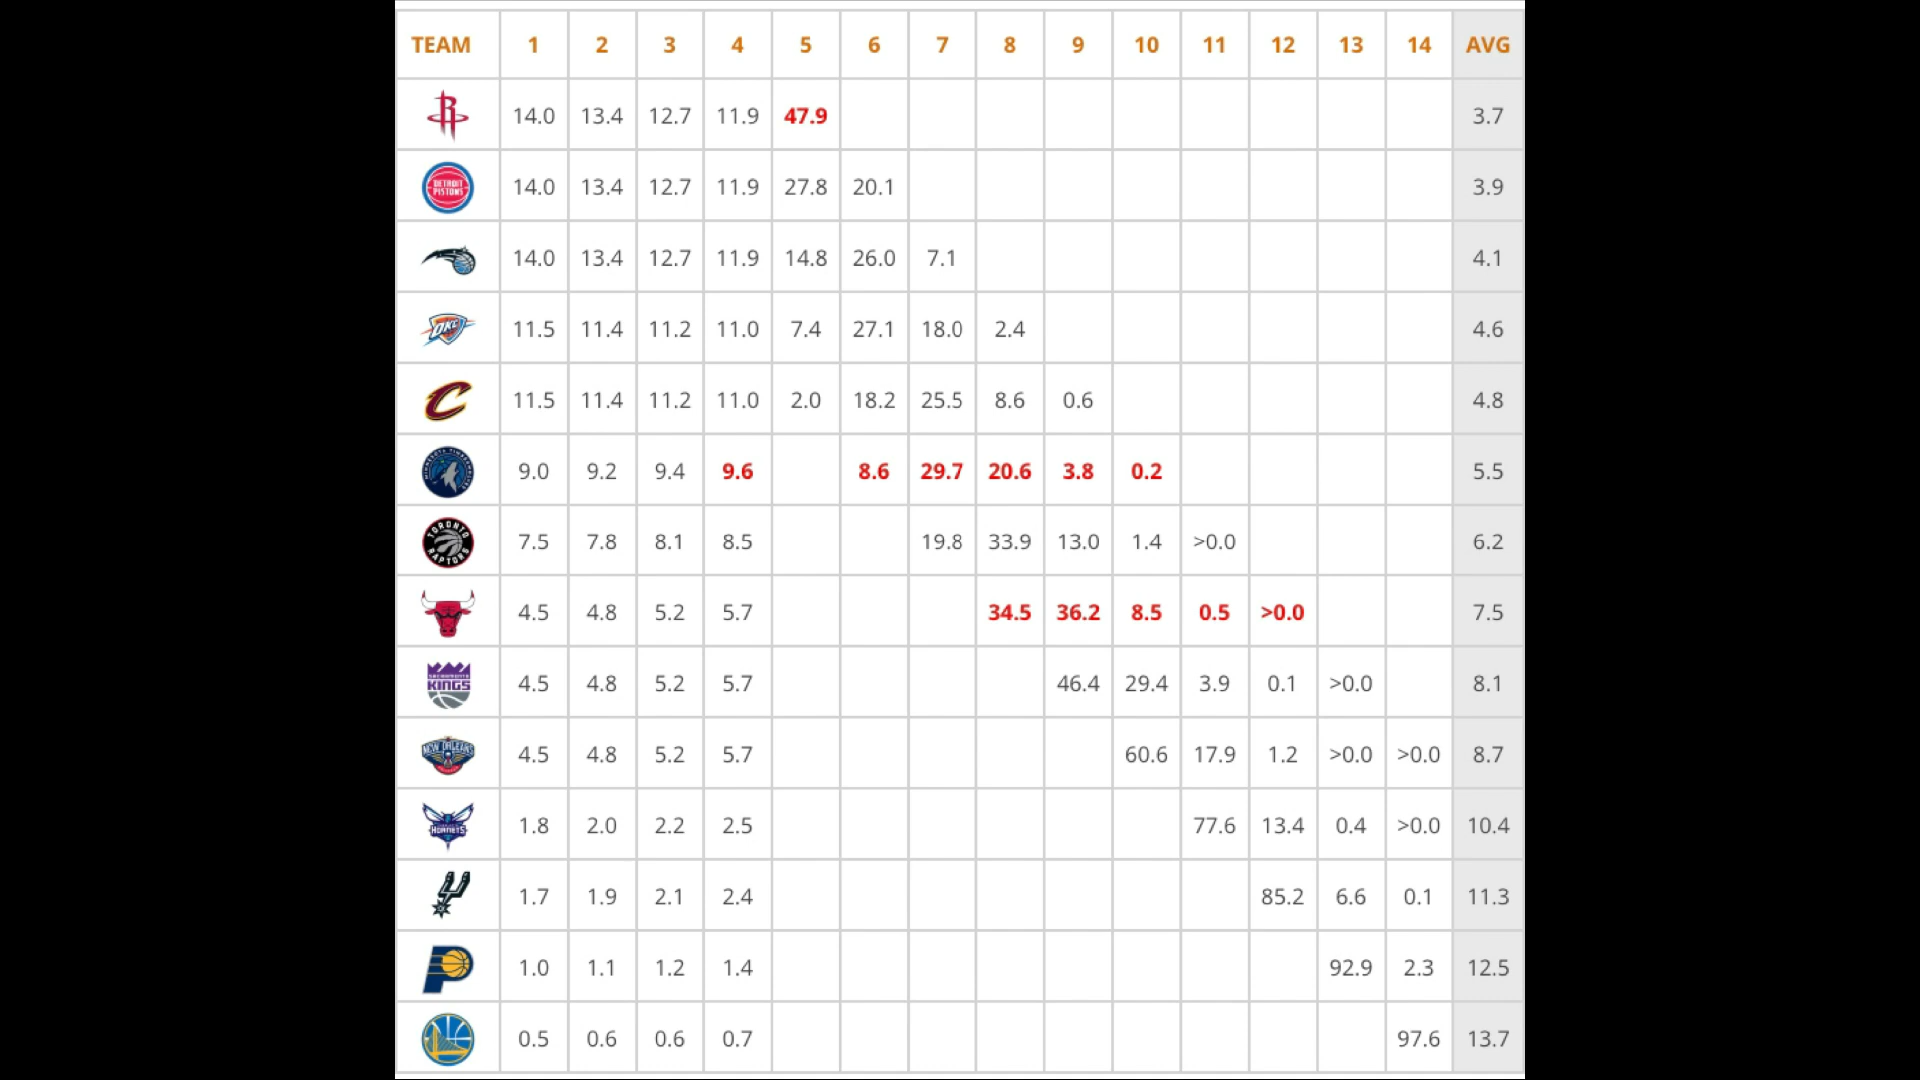 TEAM 1 2 3 4 5 6 7 8 9 10 11 12 13 14 AVG
R 14.0 13.4 12.7 11.9 47.9 3.7
DETROIT PISTONS 14.0 13.4 12.7 11.9 27.8 20.1 3.9
14.0 13.4 12.7 11.9 14.8 26.0 7.1 4.1
OKC 11.5 11.4 11.2 11.0 7.4 27.1 18.0 2.4 4.6
C 11.5 11.4 11.2 11.0 2.0 18.2 25.5 8.6 0.6 4.8
MINNESOTA TIMBERWOLVES 9.0 9.2 9.4 9.6 8.6 29.7 20.6 3.8 0.2 5.5
TORONTO RAPTORS 7.5 7.8 8.1 8.5 19.8 33.9 13.0 1.4 >0.0 6.2
4.5 4.8 5.2 5.7 34.5 36.2 8.5 0.5 >0.0 7.5
SACRAMENTO KINGS 4.5 4.8 5.2 5.7 46.4 29.4 3.9 0.1 >0.0 8.1
NEW ORLEANS 4.5 4.8 5.2 5.7 60.6 17.9 1.2 >0.0 >0.0 8.7
HORNETS 1.8 2.0 2.2 2.5 77.6 13.4 0.4 >0.0 10.4
1.7 1.9 2.1 2.4 85.2 6.6 0.1 11.3
P 1.0 1.1 1.2 1.4 92.9 2.3 12.5
0.5 0.6 0.6 0.7 97.6 13.7